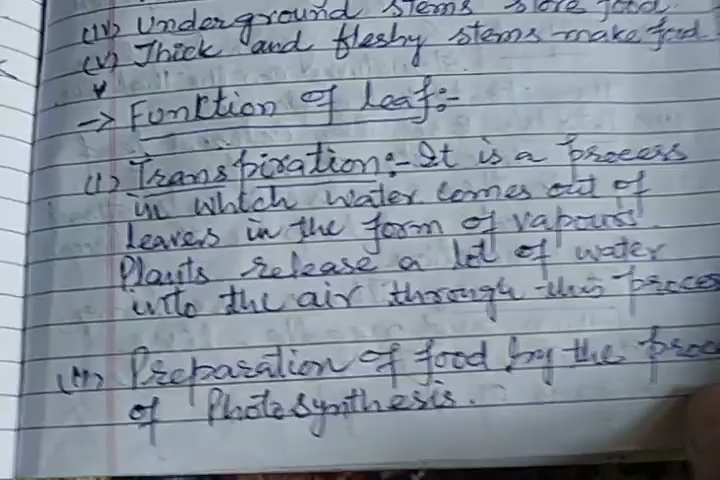 (iv) Underground stems store food
(v) Thick and fleshy stems make food
→ Function of leaf:-
(i) Transpiration:- It is a process
in which water comes out of
leaves in the form of vapours.
Plants release a lot of water
into the air through this proces
(ii) Preparation of food by the proc
of Photosynthesis.